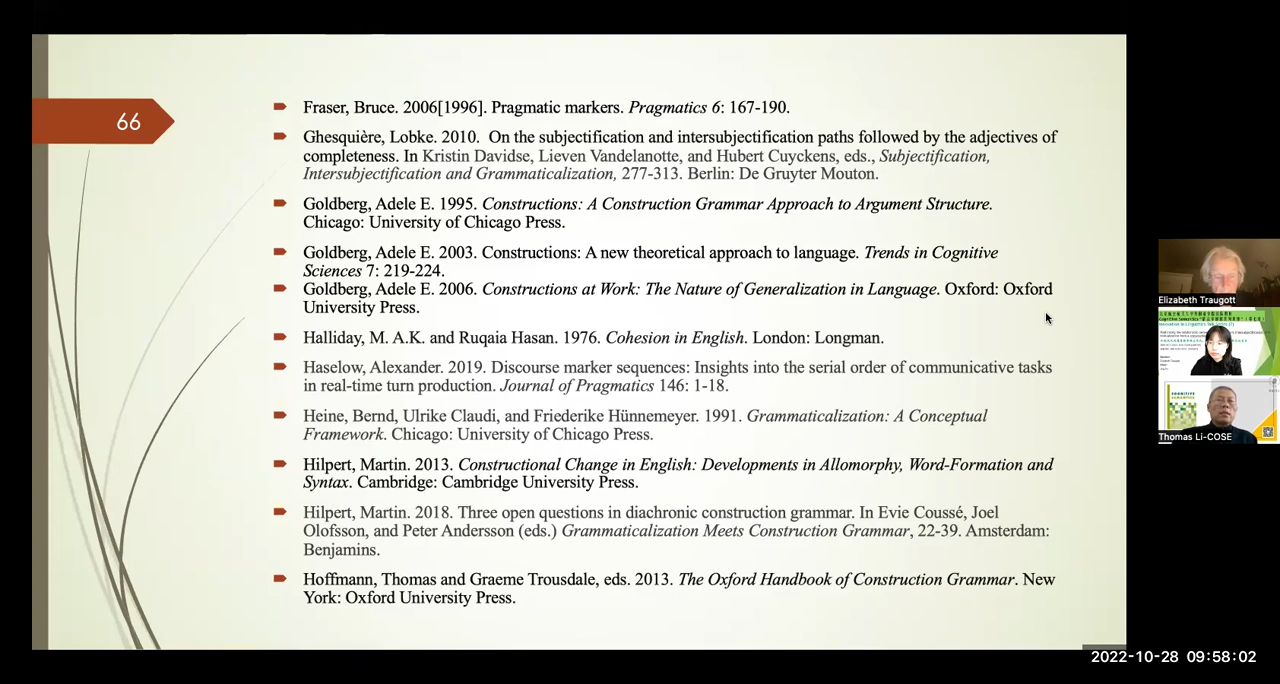 66
Fraser, Bruce. 2006[1996]. Pragmatic markers. Pragmatics 6: 167-190.
Ghesquière, Lobke. 2010. On the subjectification and intersubjectification paths followed by the adjectives of
completeness. In Kristin Davidse, Lieven Vandelanotte, and Hubert Cuyckens, eds., Subjectification,
Intersubjectification and Grammaticalization, 277-313. Berlin: De Gruyter Mouton.
Goldberg, Adele E. 1995. Constructions: A Construction Grammar Approach to Argument Structure.
Chicago: University of Chicago Press.
Goldberg, Adele E. 2003. Constructions: A new theoretical approach to language. Trends in Cognitive
Sciences 7: 219-224.
Goldberg, Adele E. 2006. Constructions at Work: The Nature of Generalization in Language. Oxford: Oxford
University Press.
Halliday, M. A.K. and Ruqaia Hasan. 1976. Cohesion in English. London: Longman.
Haselow, Alexander. 2019. Discourse marker sequences: Insights into the serial order of communicative tasks
in real-time turn production. Journal of Pragmatics 146: 1-18.
Heine, Bernd, Ulrike Claudi, and Friederike Hünnemeyer. 1991. Grammaticalization: A Conceptual
Framework. Chicago: University of Chicago Press.
Hilpert, Martin. 2013. Constructional Change in English: Developments in Allomorphy, Word-Formation and
Syntax. Cambridge: Cambridge University Press.
Hilpert, Martin. 2018. Three open questions in diachronic construction grammar. In Evie Coussé, Joel
Olofsson, and Peter Andersson (eds.) Grammaticalization Meets Construction Grammar, 22-39. Amsterdam:
Benjamins.
Hoffmann, Thomas and Graeme Trousdale, eds. 2013. The Oxford Handbook of Construction Grammar. New
York: Oxford University Press.
Elizabeth Traugott
Thomas Li-COSE
2022-10-28 09:58:02